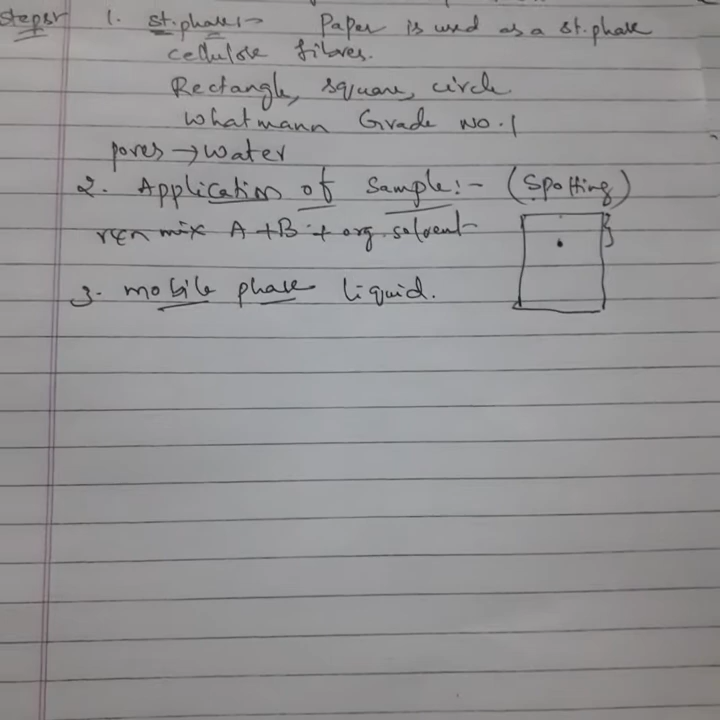 Steps:- 1. st.phase:- Paper is used as a st.phase
cellulose fibres.
Rectangle, square, circle.
Whatmann Grade no.1
pores → water
2. Application of Sample:- (Spotting)
rxn mix A + B + org. solvent
3. mobile phase liquid.